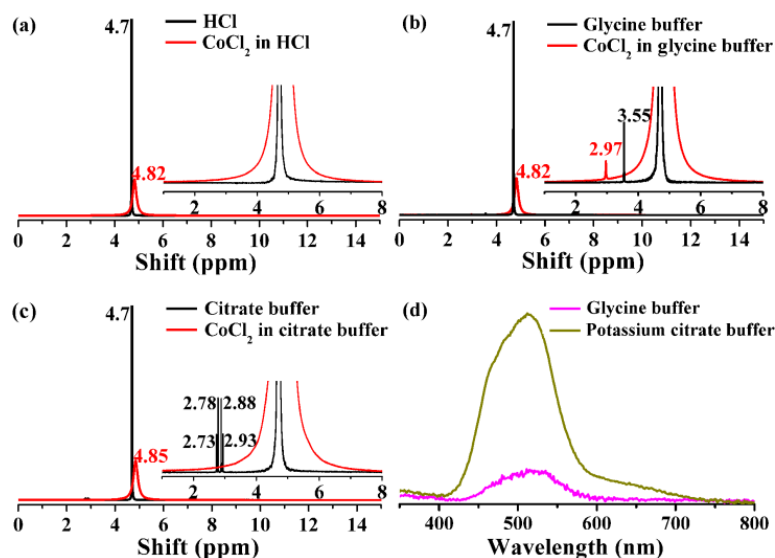 (a)
4.7
HCl
CoCl₂ in HCl
4.82
2 4 6 8
0 2 4 6 8 10 12 14
Shift (ppm)
(b)
4.7
Glycine buffer
CoCl₂ in glycine buffer
3.55
2.97
4.82
2 4 6 8
0 2 4 6 8 10 12 14
Shift (ppm)
(c)
4.7
Citrate buffer
CoCl₂ in citrate buffer
2.78 2.88
2.73 2.93
4.85
2 4 6 8
0 2 4 6 8 10 12 14
Shift (ppm)
(d)
Glycine buffer
Potassium citrate buffer
400 500 600 700 800
Wavelength (nm)